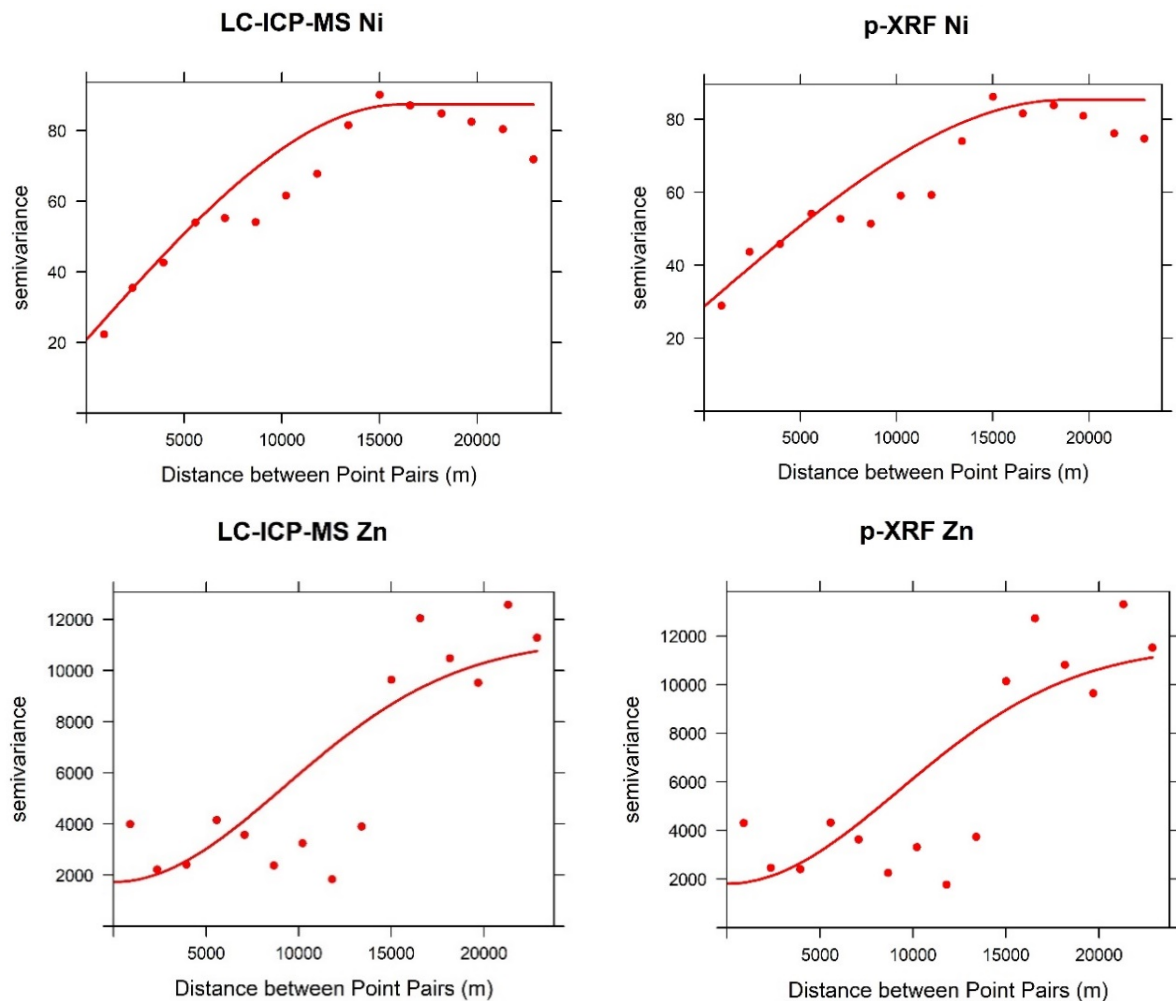 LC-ICP-MS Ni
semivariance
80
60
40
20
5000 10000 15000 20000
Distance between Point Pairs (m)
p-XRF Ni
semivariance
80
60
40
20
5000 10000 15000 20000
Distance between Point Pairs (m)
LC-ICP-MS Zn
semivariance
12000
10000
8000
6000
4000
2000
5000 10000 15000 20000
Distance between Point Pairs (m)
p-XRF Zn
semivariance
12000
10000
8000
6000
4000
2000
5000 10000 15000 20000
Distance between Point Pairs (m)